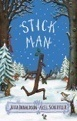 STICK
MAN
JULIA DONALDSON · AXEL SCHEFFLER